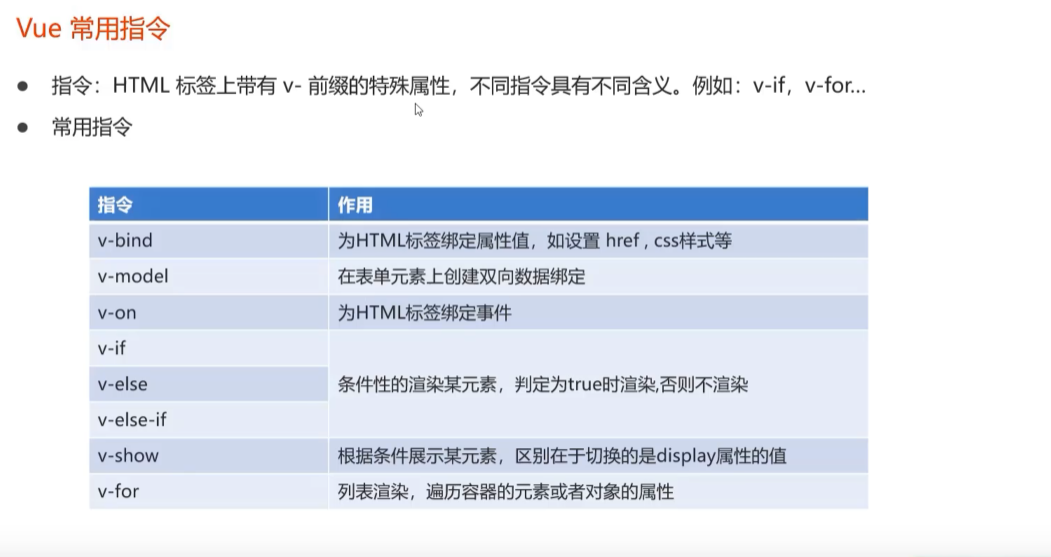 Vue 常用指令
● 指令：HTML 标签上带有 v- 前缀的特殊属性，不同指令具有不同含义。例如：v-if，v-for…
● 常用指令
指令 作用
v-bind 为HTML标签绑定属性值，如设置 href , css样式等
v-model 在表单元素上创建双向数据绑定
v-on 为HTML标签绑定事件
v-if
v-else 条件性的渲染某元素，判定为true时渲染,否则不渲染
v-else-if
v-show 根据条件展示某元素，区别在于切换的是display属性的值
v-for 列表渲染，遍历容器的元素或者对象的属性